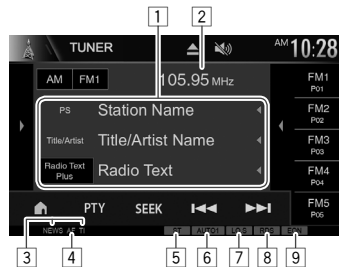 1 2
TUNER AM 10:28
AM FM1 105.95 MHz
FM1
P01
PS Station Name
FM2
P02
Title/Artist Title/Artist Name
FM3
P03
Radio Text Plus Radio Text
FM4
P04
PTY SEEK
FM5
P05
NEWS AF TI ST AUTO1 LO.S RDS EON
3 4 5 6 7 8 9